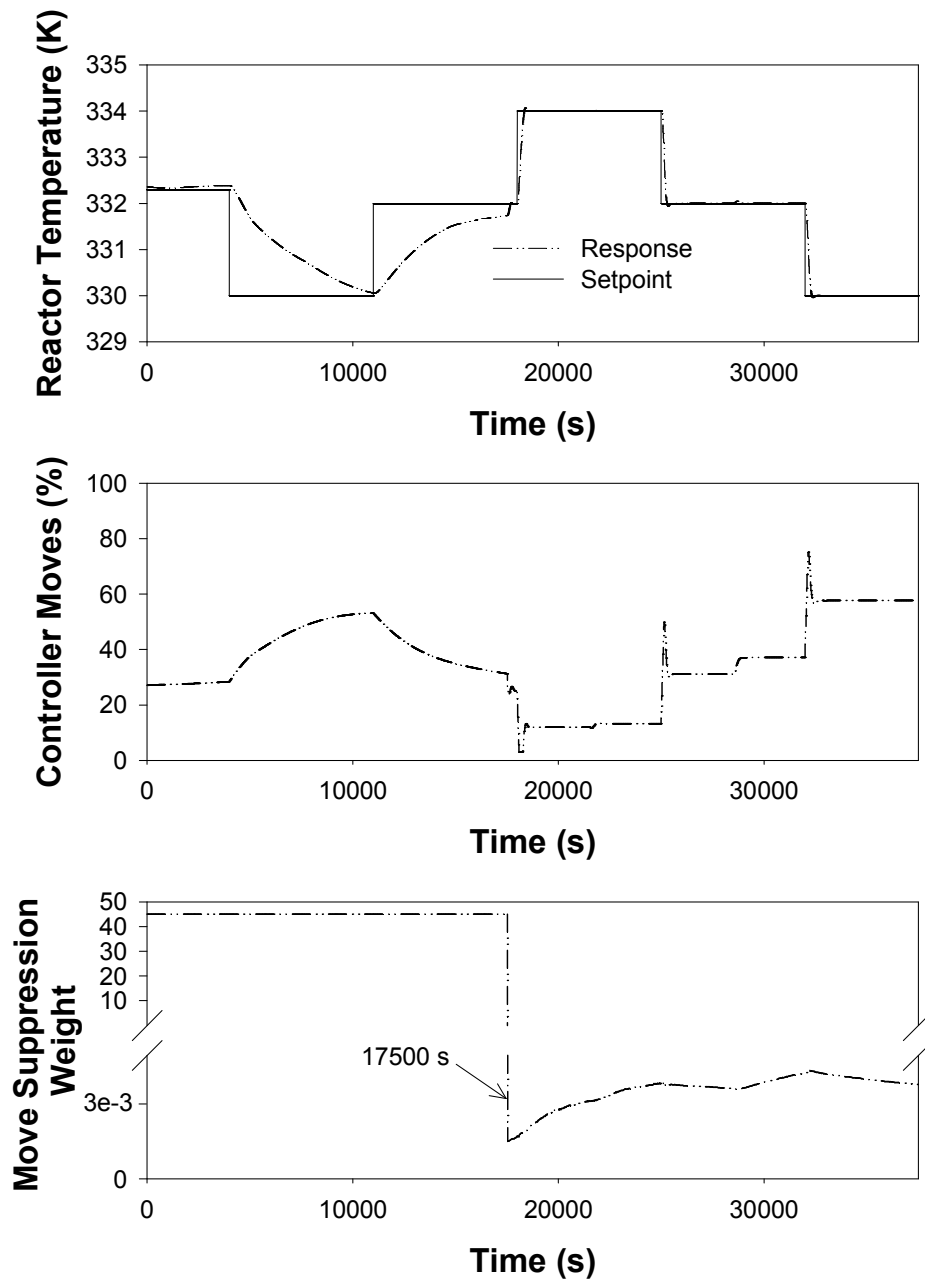 Reactor Temperature (K)
335
334
333
332
331
330
329
Response
Setpoint
0
10000
20000
30000
Time (s)
Controller Moves (%)
100
80
60
40
20
0
0
10000
20000
30000
Time (s)
Move Suppression
Weight
50
40
30
20
10
17500 s
3e-3
0
0
10000
20000
30000
Time (s)